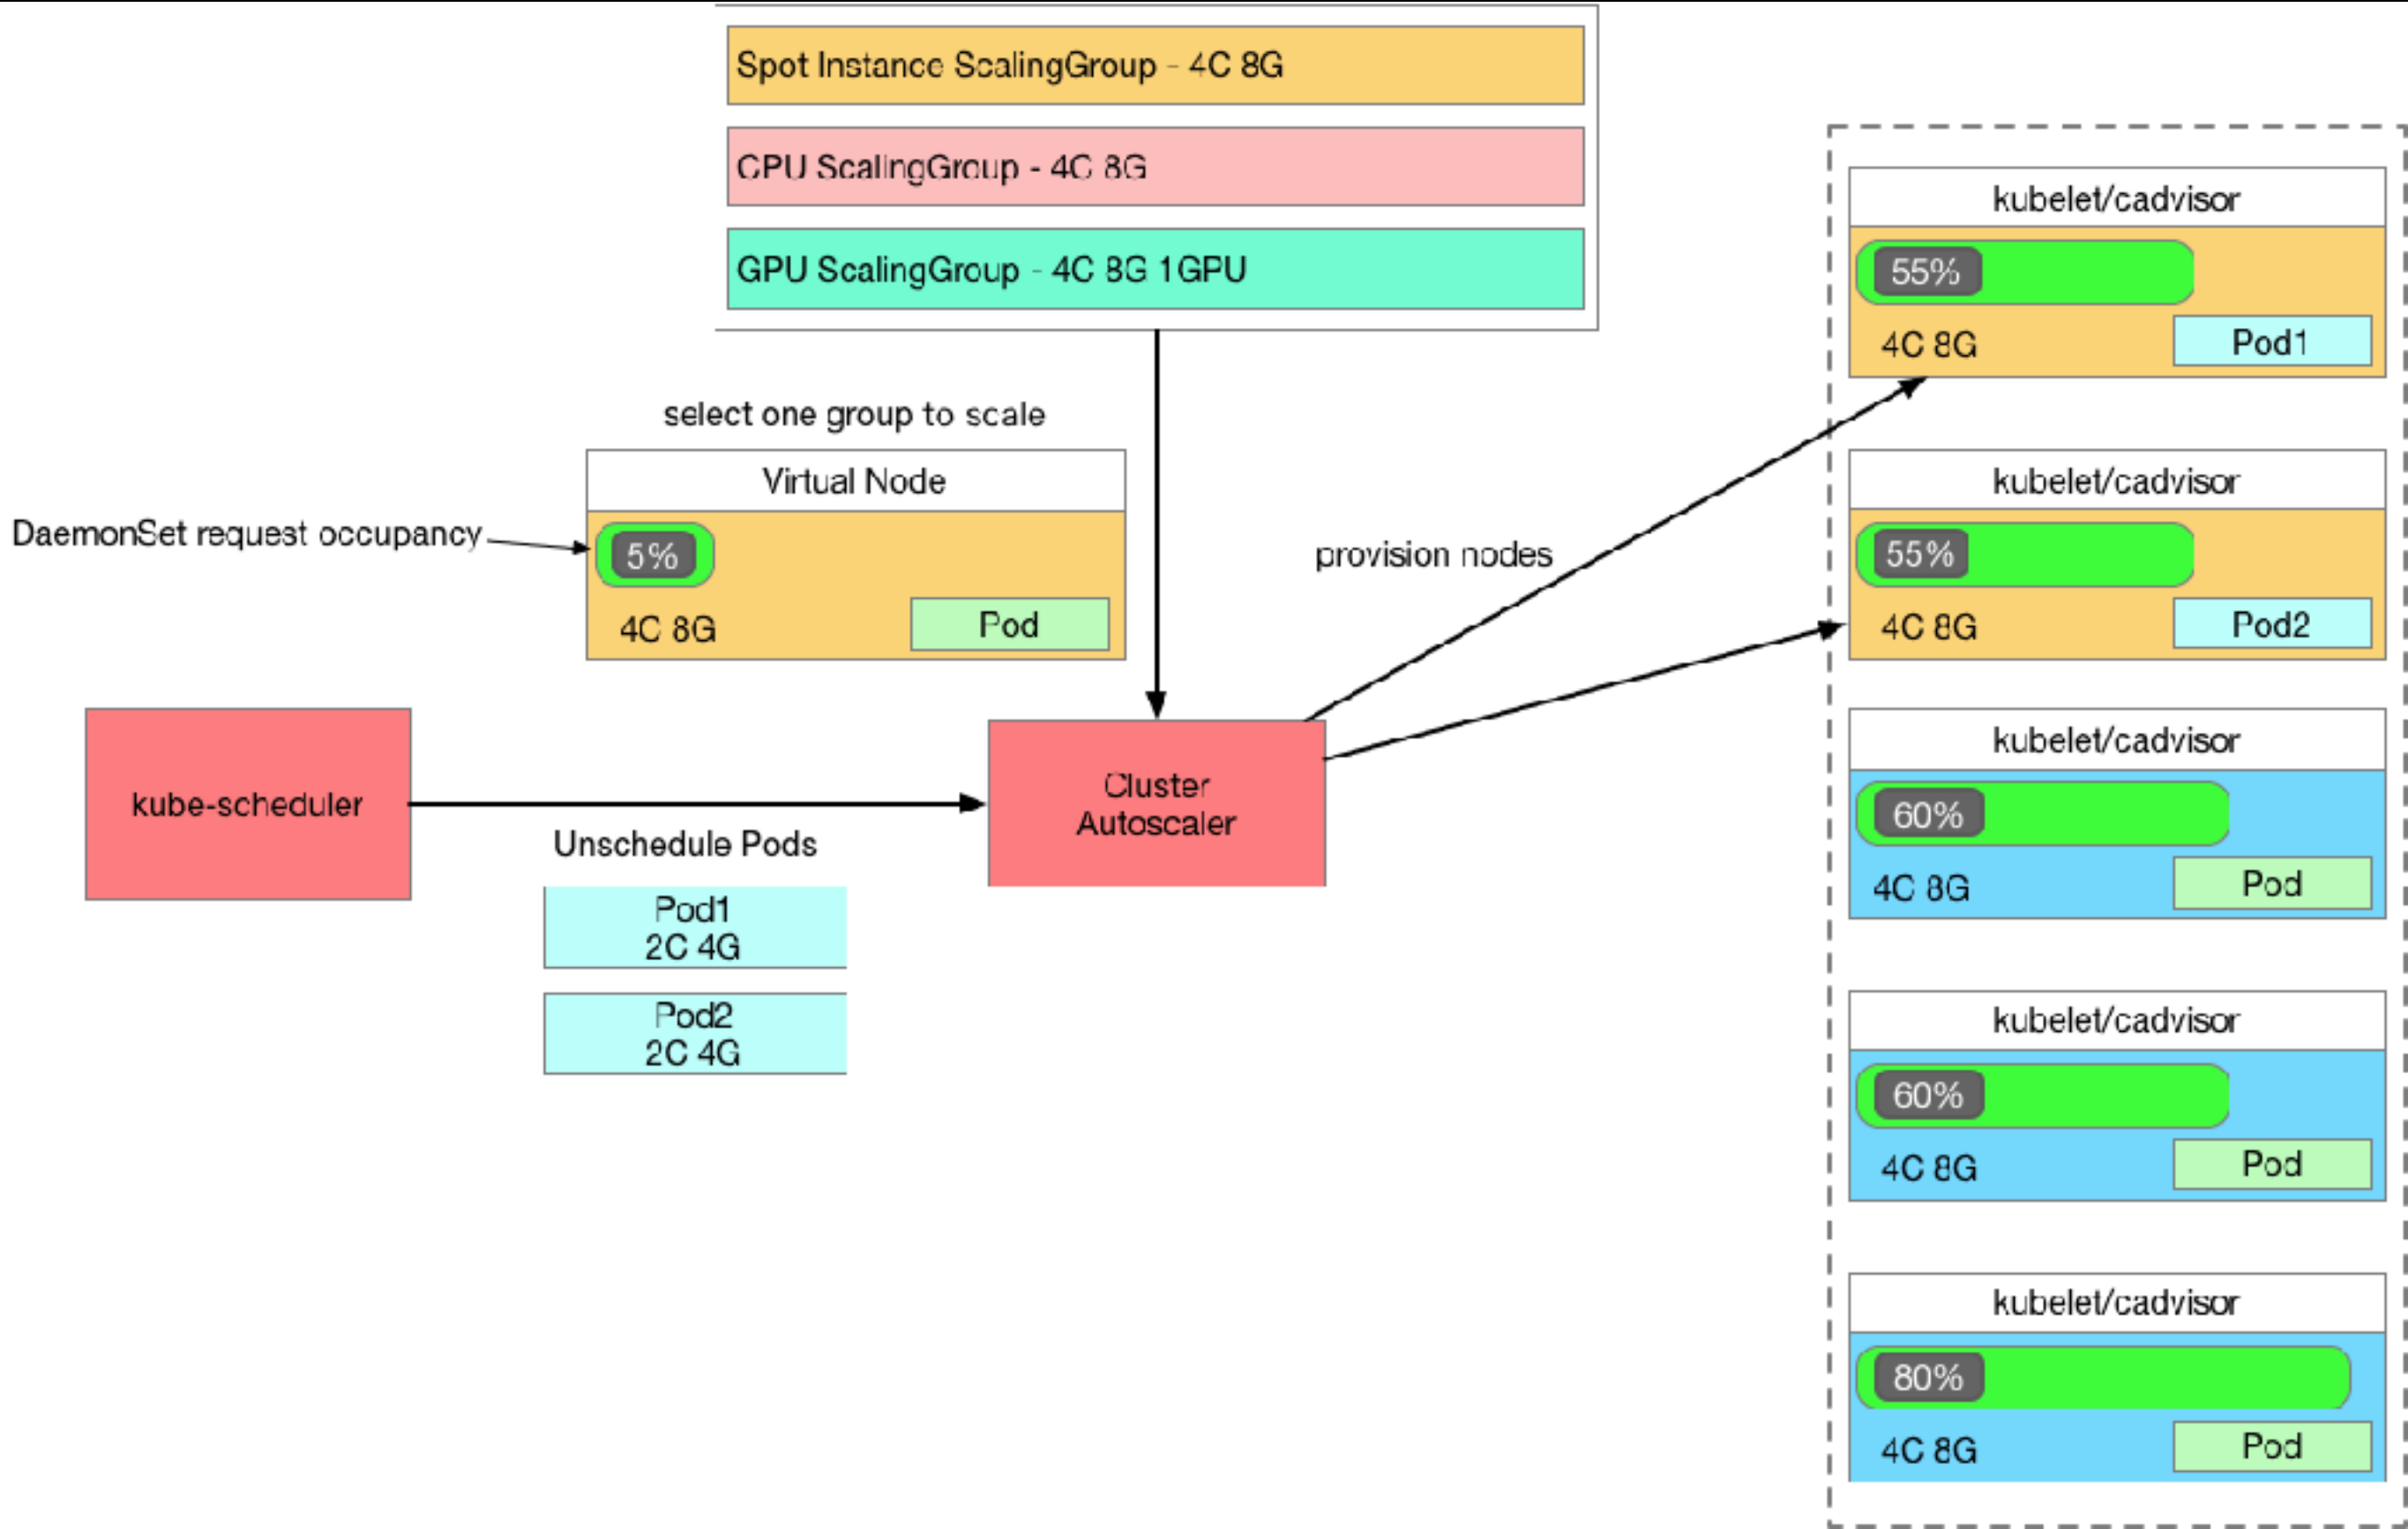 Spot Instance ScalingGroup - 4C 8G
CPU ScalingGroup - 4C 8G
GPU ScalingGroup - 4C 8G 1GPU
select one group to scale
Virtual Node
DaemonSet request occupancy
5%
4C 8G
Pod
provision nodes
kube-scheduler
Unschedule Pods
Pod1
2C 4G
Pod2
2C 4G
Cluster
Autoscaler
kubelet/cadvisor
55%
4C 8G
Pod1
kubelet/cadvisor
55%
4C 8G
Pod2
kubelet/cadvisor
60%
4C 8G
Pod
kubelet/cadvisor
60%
4C 8G
Pod
kubelet/cadvisor
80%
4C 8G
Pod